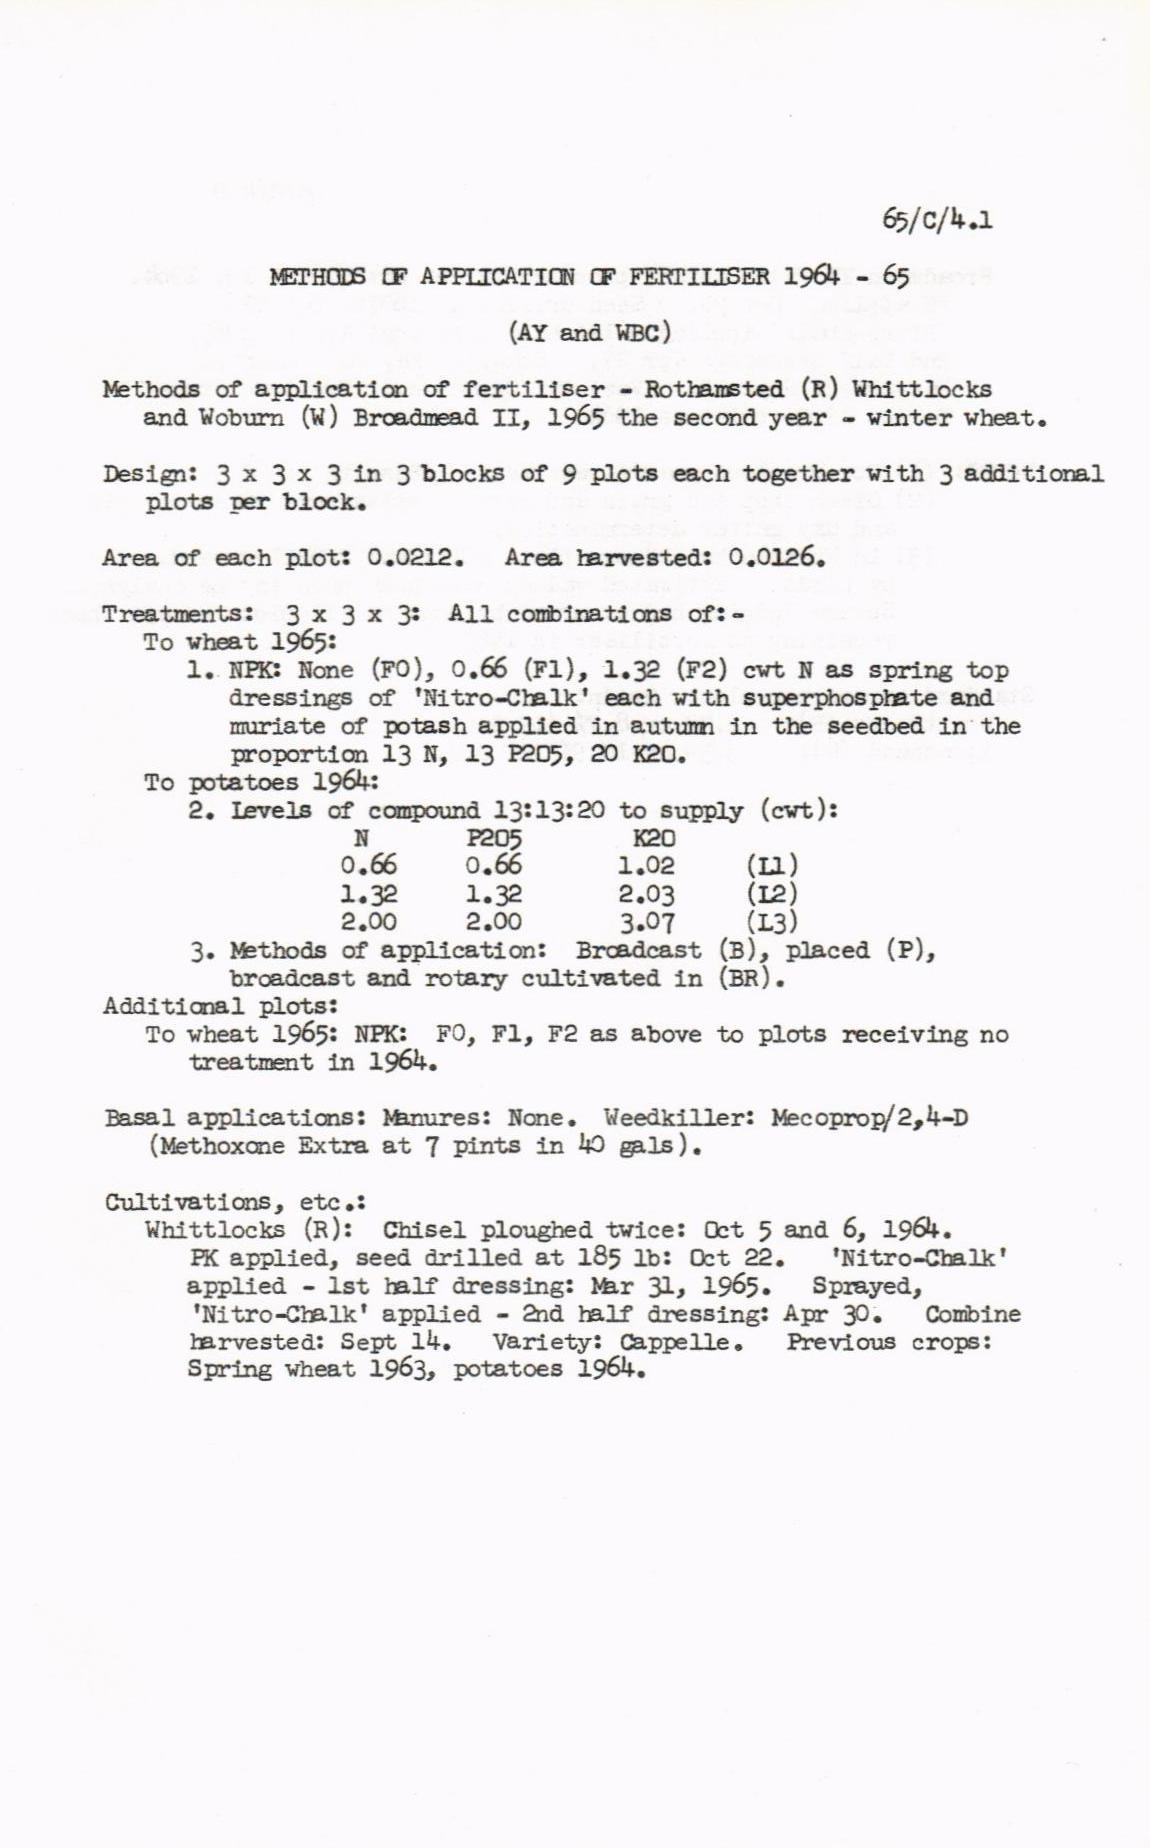 65/C/4.1
METHODS OF APPLICATION OF FERTILISER 1964 - 65
(AY and WBC)
Methods of application of fertiliser - Rothamsted (R) Whittlocks
and Woburn (W) Broadmead II, 1965 the second year - winter wheat.
Design: 3 x 3 x 3 in 3 blocks of 9 plots each together with 3 additional
plots per block.
Area of each plot: 0.0212. Area harvested: 0.0126.
Treatments: 3 x 3 x 3: All combinations of:-
To wheat 1965:
1. NPK: None (F0), 0.66 (F1), 1.32 (F2) cwt N as spring top
dressings of 'Nitro-Chalk' each with superphosphate and
muriate of potash applied in autumn in the seedbed in the
proportion 13 N, 13 P2O5, 20 K2O.
To potatoes 1964:
2. Levels of compound 13:13:20 to supply (cwt):
N P2O5 K2O
0.66 0.66 1.02 (L1)
1.32 1.32 2.03 (L2)
2.00 2.00 3.07 (L3)
3. Methods of application: Broadcast (B), placed (P),
broadcast and rotary cultivated in (BR).
Additional plots:
To wheat 1965: NPK: F0, F1, F2 as above to plots receiving no
treatment in 1964.
Basal applications: Manures: None. Weedkiller: Mecoprop/2,4-D
(Methoxone Extra at 7 pints in 40 gals).
Cultivations, etc.:
Whittlocks (R): Chisel ploughed twice: Oct 5 and 6, 1964.
PK applied, seed drilled at 185 lb: Oct 22. 'Nitro-Chalk'
applied - 1st half dressing: Mar 31, 1965. Sprayed,
'Nitro-Chalk' applied - 2nd half dressing: Apr 30. Combine
harvested: Sept 14. Variety: Cappelle. Previous crops:
Spring wheat 1963, potatoes 1964.